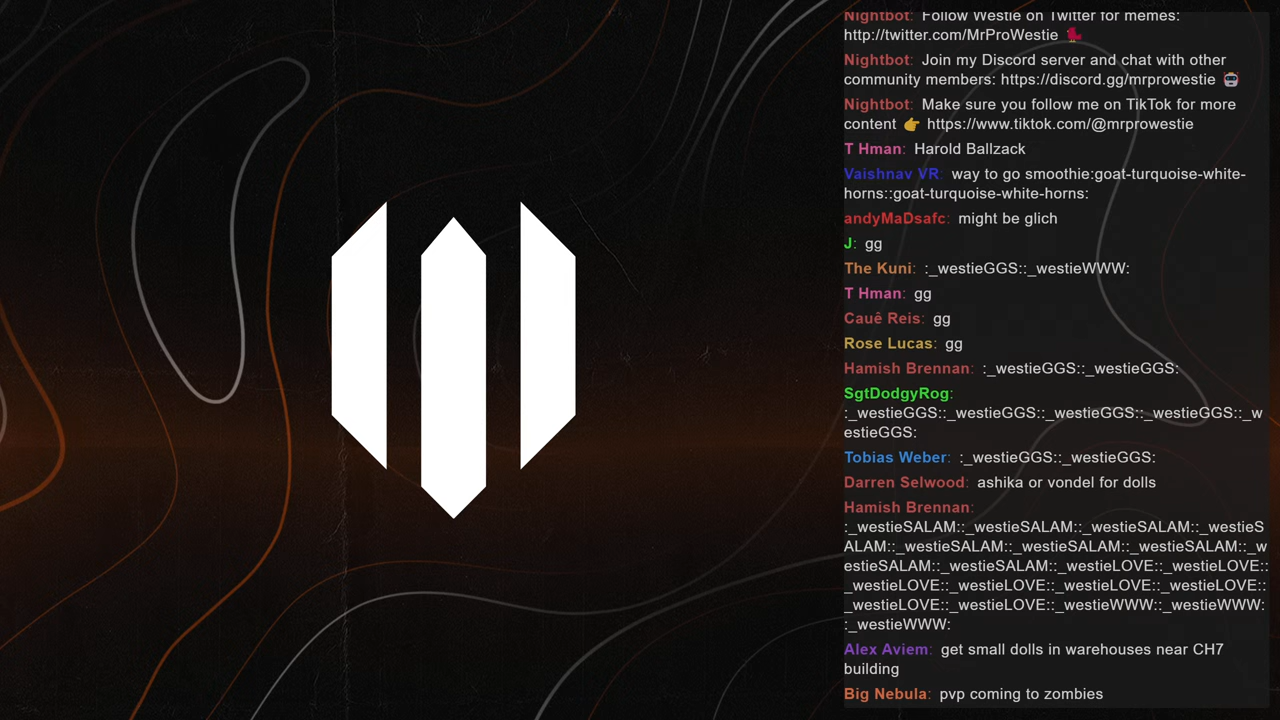 Nightbot: Follow Westie on Twitter for memes:
http://twitter.com/MrProWestie
Nightbot: Join my Discord server and chat with other
community members: https://discord.gg/mrprowestie
Nightbot: Make sure you follow me on TikTok for more
content 👉 https://www.tiktok.com/@mrprowestie
T Hman: Harold Ballzack
Vaishnav VR: way to go smoothie:goat-turquoise-white-
horns::goat-turquoise-white-horns:
andyMaDsafc: might be glich
J: gg
The Kuni: :_westieGGS::_westieWWW:
T Hman: gg
Cauê Reis: gg
Rose Lucas: gg
Hamish Brennan: :_westieGGS::_westieGGS:
SgtDodgyRog:
:_westieGGS::_westieGGS::_westieGGS::_westieGGS::_w
estieGGS:
Tobias Weber: :_westieGGS::_westieGGS:
Darren Selwood: ashika or vondel for dolls
Hamish Brennan:
:_westieSALAM::_westieSALAM::_westieSALAM::_westieS
ALAM::_westieSALAM::_westieSALAM::_westieSALAM::_w
estieSALAM::_westieSALAM::_westieLOVE::_westieLOVE::
_westieLOVE::_westieLOVE::_westieLOVE::_westieLOVE::
_westieLOVE::_westieLOVE::_westieWWW::_westieWWW:
:_westieWWW:
Alex Aviem: get small dolls in warehouses near CH7
building
Big Nebula: pvp coming to zombies